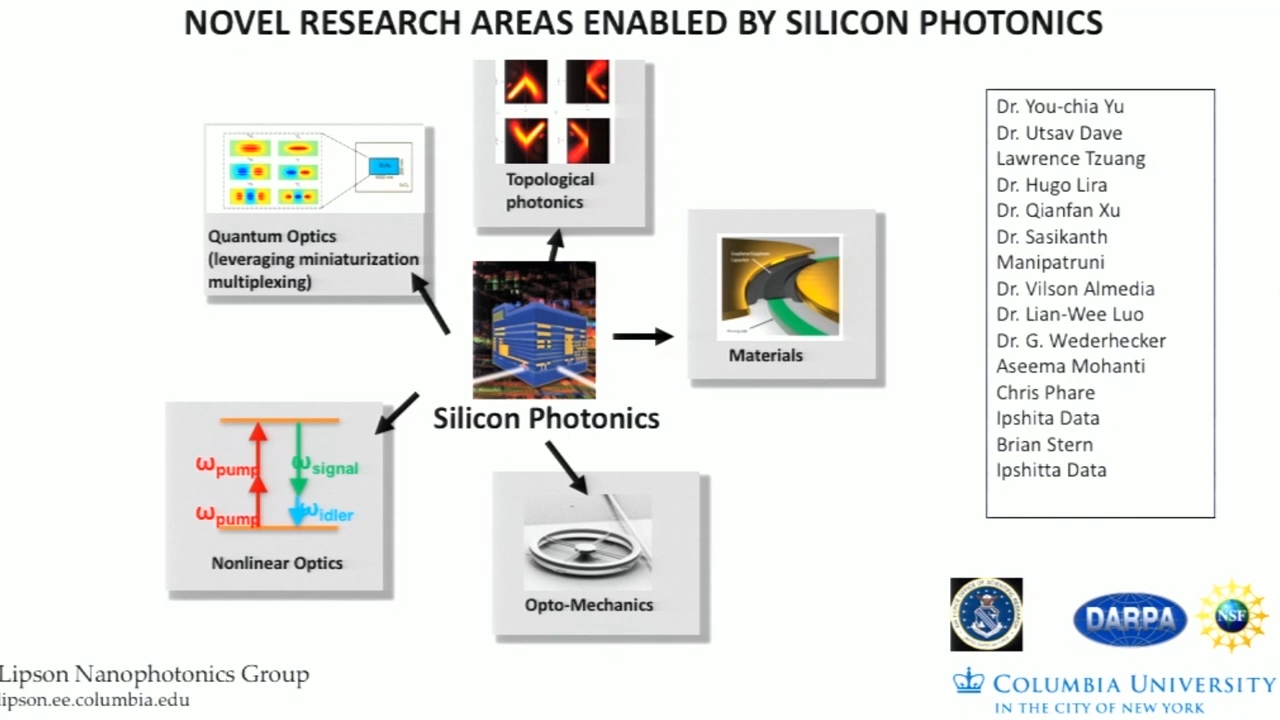 NOVEL RESEARCH AREAS ENABLED BY SILICON PHOTONICS
Topological
photonics
Quantum Optics
(leveraging miniaturization
multiplexing)
Graphene/Graphene
Capacitor
Materials
Silicon Photonics
ωpump
ωsignal
ωpump
ωidler
Nonlinear Optics
Opto-Mechanics
Dr. You-chia Yu
Dr. Utsav Dave
Lawrence Tzuang
Dr. Hugo Lira
Dr. Qianfan Xu
Dr. Sasikanth
Manipatruni
Dr. Vilson Almedia
Dr. Lian-Wee Luo
Dr. G. Wederhecker
Aseema Mohanti
Chris Phare
Ipshita Data
Brian Stern
Ipshitta Data
DARPA
NSF
Lipson Nanophotonics Group
lipson.ee.columbia.edu
COLUMBIA UNIVERSITY
IN THE CITY OF NEW YORK